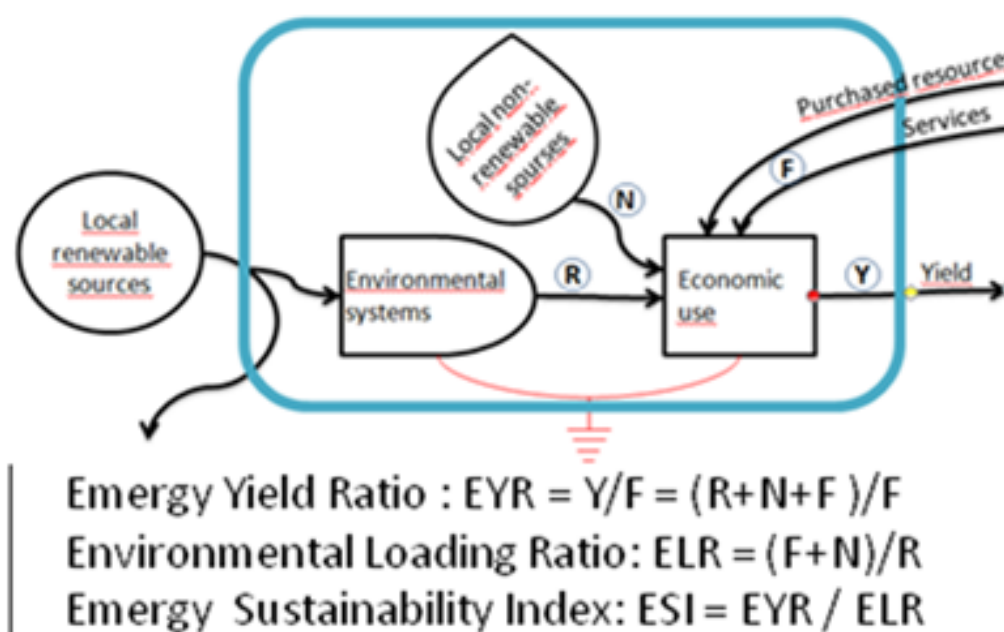 Purchased resource
Services
Local non-
renewable
sourses
F
N
Local
renewable
sources
Environmental
systems
R
Economic
use
Y
Yield
Emergy Yield Ratio : EYR = Y/F = (R+N+F )/F
Environmental Loading Ratio: ELR = (F+N)/R
Emergy Sustainability Index: ESI = EYR / ELR